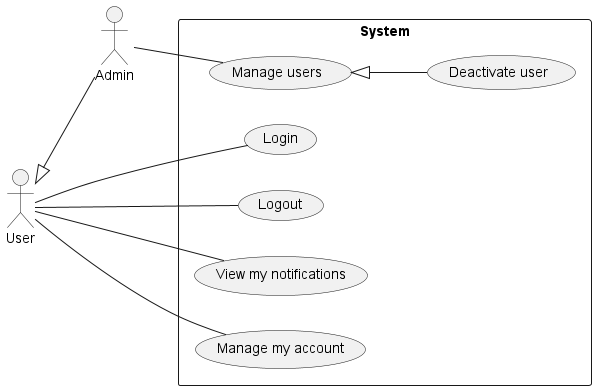 System
Admin
Manage users
Deactivate user
Login
User
Logout
View my notifications
Manage my account